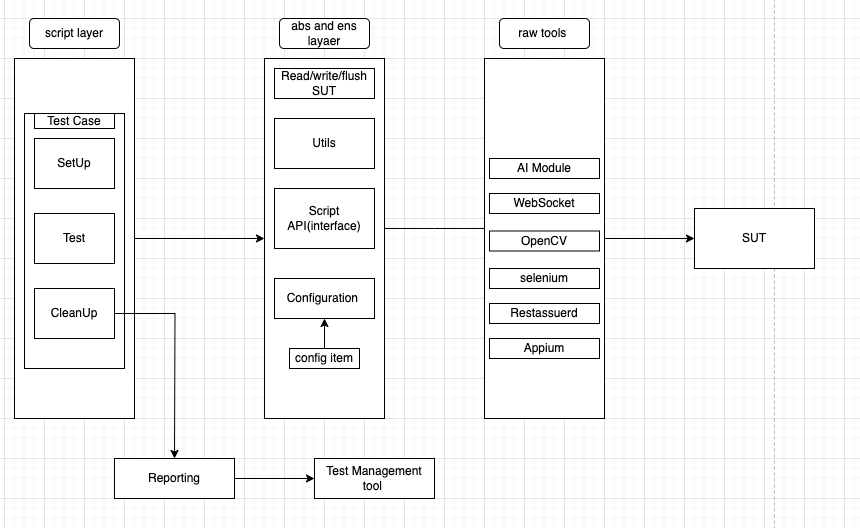 script layer
abs and ens
layaer
raw tools
Test Case
SetUp
Test
CleanUp
Read/write/flush
SUT
Utils
Script
API(interface)
Configuration
config item
AI Module
WebSocket
OpenCV
selenium
Restassuerd
Appium
SUT
Reporting
Test Management
tool